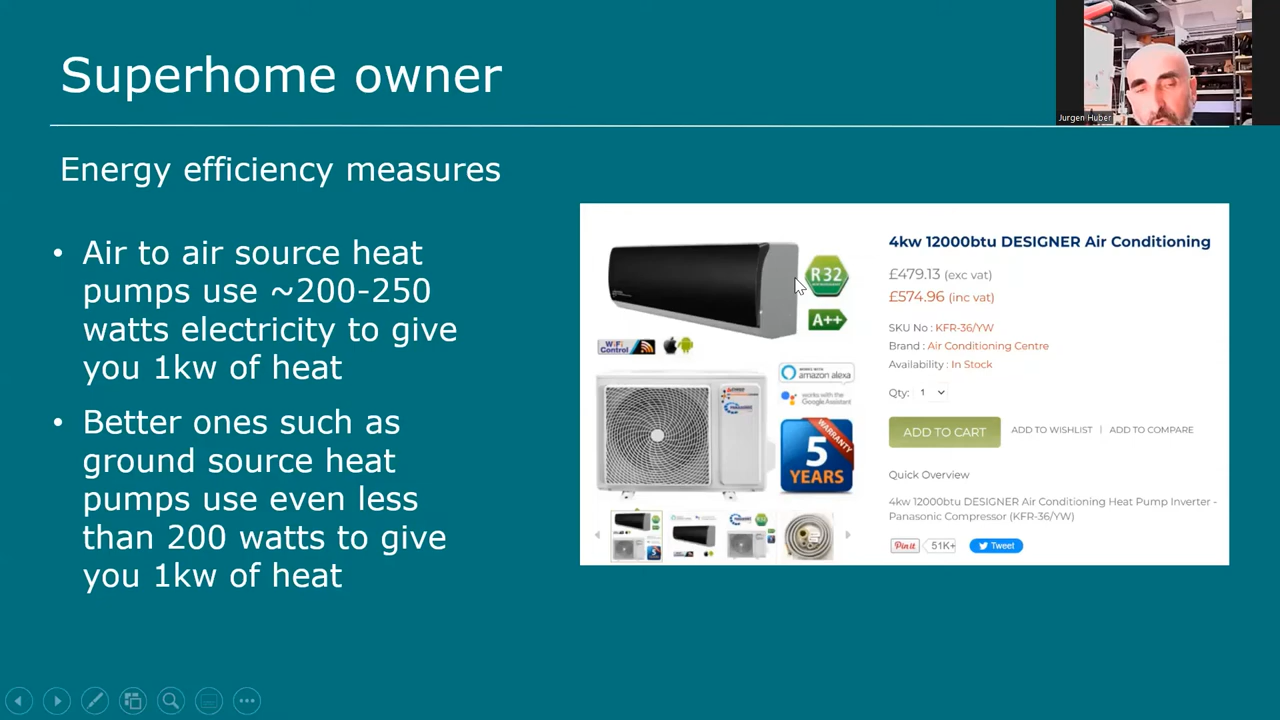 Superhome owner
Jurgen Huber
Energy efficiency measures
• Air to air source heat
pumps use ~200-250
watts electricity to give
you 1kw of heat
• Better ones such as
ground source heat
pumps use even less
than 200 watts to give
you 1kw of heat
R32
A++
WiFi
Control
works with
amazon alexa
works with the
Google Assistant
WARRANTY
5
YEARS
4kw 12000btu DESIGNER Air Conditioning
£479.13 (exc vat)
£574.96 (inc vat)
SKU No : KFR-36/YW
Brand : Air Conditioning Centre
Availability : In Stock
Qty: 1
ADD TO CART ADD TO WISHLIST | ADD TO COMPARE
Quick Overview
4kw 12000btu DESIGNER Air Conditioning Heat Pump Inverter -
Panasonic Compressor (KFR-36/YW)
Pin it 51K+ Tweet